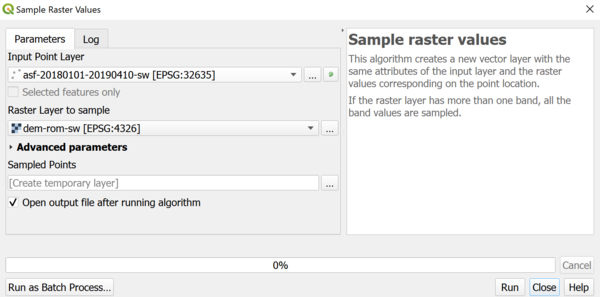 Sample Raster Values
Parameters
Log
Input Point Layer
asf-20180101-20190410-sw [EPSG:32635]
...
Selected features only
Raster Layer to sample
dem-rom-sw [EPSG:4326]
...
Advanced parameters
Sampled Points
[Create temporary layer]
...
Open output file after running algorithm
Sample raster values
This algorithm creates a new vector layer with the
same attributes of the input layer and the raster
values corresponding on the point location.
If the raster layer has more than one band, all the
band values are sampled.
0%
Cancel
Run as Batch Process...
Run
Close
Help